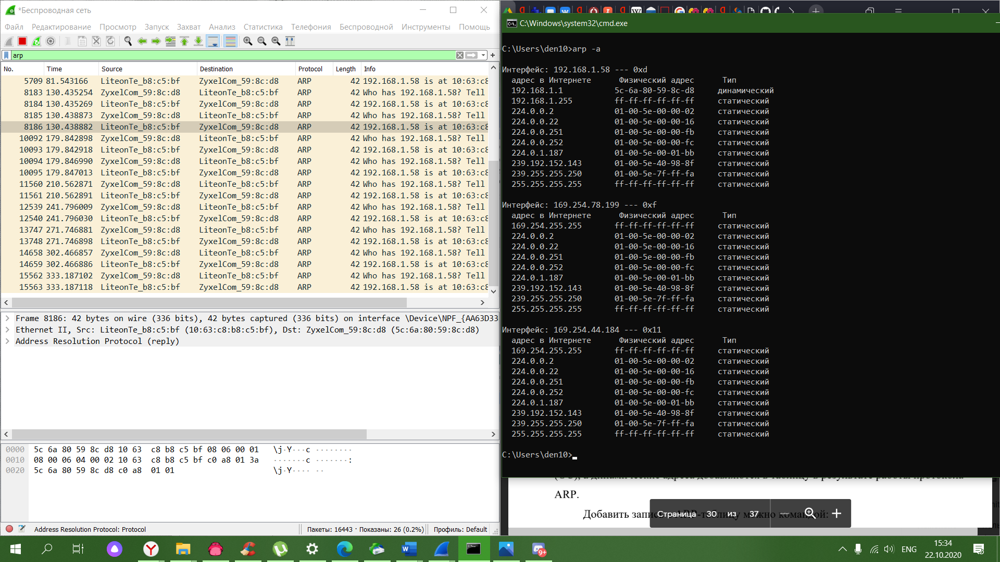 *Беспроводная сеть
Файл Редактирование Просмотр Запуск Захват Анализ Статистика Телефония Беспроводной Инструменты Помощь
arp
No. Time Source Destination Protocol Length Info
5709 81.543166 LiteonTe_b8:c5:bf ZyxelCom_59:8c:d8 ARP 42 192.168.1.58 is at 10:63:c8
8183 130.435254 ZyxelCom_59:8c:d8 LiteonTe_b8:c5:bf ARP 42 Who has 192.168.1.58? Tell
8184 130.435269 LiteonTe_b8:c5:bf ZyxelCom_59:8c:d8 ARP 42 192.168.1.58 is at 10:63:c8
8185 130.438873 ZyxelCom_59:8c:d8 LiteonTe_b8:c5:bf ARP 42 Who has 192.168.1.58? Tell
8186 130.438882 LiteonTe_b8:c5:bf ZyxelCom_59:8c:d8 ARP 42 192.168.1.58 is at 10:63:c8
10092 179.842898 ZyxelCom_59:8c:d8 LiteonTe_b8:c5:bf ARP 42 Who has 192.168.1.58? Tell
10093 179.842918 LiteonTe_b8:c5:bf ZyxelCom_59:8c:d8 ARP 42 192.168.1.58 is at 10:63:c8
10094 179.846990 ZyxelCom_59:8c:d8 LiteonTe_b8:c5:bf ARP 42 Who has 192.168.1.58? Tell
10095 179.847013 LiteonTe_b8:c5:bf ZyxelCom_59:8c:d8 ARP 42 192.168.1.58 is at 10:63:c8
11560 210.562871 ZyxelCom_59:8c:d8 LiteonTe_b8:c5:bf ARP 42 Who has 192.168.1.58? Tell
11561 210.562891 LiteonTe_b8:c5:bf ZyxelCom_59:8c:d8 ARP 42 192.168.1.58 is at 10:63:c8
12539 241.796009 ZyxelCom_59:8c:d8 LiteonTe_b8:c5:bf ARP 42 Who has 192.168.1.58? Tell
12540 241.796030 LiteonTe_b8:c5:bf ZyxelCom_59:8c:d8 ARP 42 192.168.1.58 is at 10:63:c8
13747 271.746881 ZyxelCom_59:8c:d8 LiteonTe_b8:c5:bf ARP 42 Who has 192.168.1.58? Tell
13748 271.746898 LiteonTe_b8:c5:bf ZyxelCom_59:8c:d8 ARP 42 192.168.1.58 is at 10:63:c8
14658 302.466857 ZyxelCom_59:8c:d8 LiteonTe_b8:c5:bf ARP 42 Who has 192.168.1.58? Tell
14659 302.466886 LiteonTe_b8:c5:bf ZyxelCom_59:8c:d8 ARP 42 192.168.1.58 is at 10:63:c8
15562 333.187102 ZyxelCom_59:8c:d8 LiteonTe_b8:c5:bf ARP 42 Who has 192.168.1.58? Tell
15563 333.187118 LiteonTe_b8:c5:bf ZyxelCom_59:8c:d8 ARP 42 192.168.1.58 is at 10:63:c8
Frame 8186: 42 bytes on wire (336 bits), 42 bytes captured (336 bits) on interface \Device\NPF_{AA63D33
Ethernet II, Src: LiteonTe_b8:c5:bf (10:63:c8:b8:c5:bf), Dst: ZyxelCom_59:8c:d8 (5c:6a:80:59:8c:d8)
Address Resolution Protocol (reply)
0000 5c 6a 80 59 8c d8 10 63 c8 b8 c5 bf 08 06 00 01 \j·Y···c ········
0010 08 00 06 04 00 02 10 63 c8 b8 c5 bf c0 a8 01 3a ·······c ·······:
0020 5c 6a 80 59 8c d8 c0 a8 01 01 \j·Y···· ··
Address Resolution Protocol: Protocol
Пакеты: 16443 · Показаны: 26 (0.2%)
Профиль: Default
C:\Windows\system32\cmd.exe
C:\Users\den10>arp -a
Интерфейс: 192.168.1.58 --- 0xd
адрес в Интернете Физический адрес Тип
192.168.1.1 5c-6a-80-59-8c-d8 динамический
192.168.1.255 ff-ff-ff-ff-ff-ff статический
224.0.0.2 01-00-5e-00-00-02 статический
224.0.0.22 01-00-5e-00-00-16 статический
224.0.0.251 01-00-5e-00-00-fb статический
224.0.0.252 01-00-5e-00-00-fc статический
224.0.1.187 01-00-5e-00-01-bb статический
239.192.152.143 01-00-5e-40-98-8f статический
239.255.255.250 01-00-5e-7f-ff-fa статический
255.255.255.255 ff-ff-ff-ff-ff-ff статический
Интерфейс: 169.254.78.199 --- 0xf
адрес в Интернете Физический адрес Тип
169.254.255.255 ff-ff-ff-ff-ff-ff статический
224.0.0.2 01-00-5e-00-00-02 статический
224.0.0.22 01-00-5e-00-00-16 статический
224.0.0.251 01-00-5e-00-00-fb статический
224.0.0.252 01-00-5e-00-00-fc статический
224.0.1.187 01-00-5e-00-01-bb статический
239.192.152.143 01-00-5e-40-98-8f статический
239.255.255.250 01-00-5e-7f-ff-fa статический
255.255.255.255 ff-ff-ff-ff-ff-ff статический
Интерфейс: 169.254.44.184 --- 0x11
адрес в Интернете Физический адрес Тип
169.254.255.255 ff-ff-ff-ff-ff-ff статический
224.0.0.2 01-00-5e-00-00-02 статический
224.0.0.22 01-00-5e-00-00-16 статический
224.0.0.251 01-00-5e-00-00-fb статический
224.0.0.252 01-00-5e-00-00-fc статический
224.0.1.187 01-00-5e-00-01-bb статический
239.192.152.143 01-00-5e-40-98-8f статический
239.255.255.250 01-00-5e-7f-ff-fa статический
255.255.255.255 ff-ff-ff-ff-ff-ff статический
C:\Users\den10>
(ОС), а динамические адреса добавляются в таблицу в результате работы протокола
ARP.
Добавить запись ARP-таблицу можно командой:
Страница 30 из 37
9+
ENG
15:34
22.10.2020